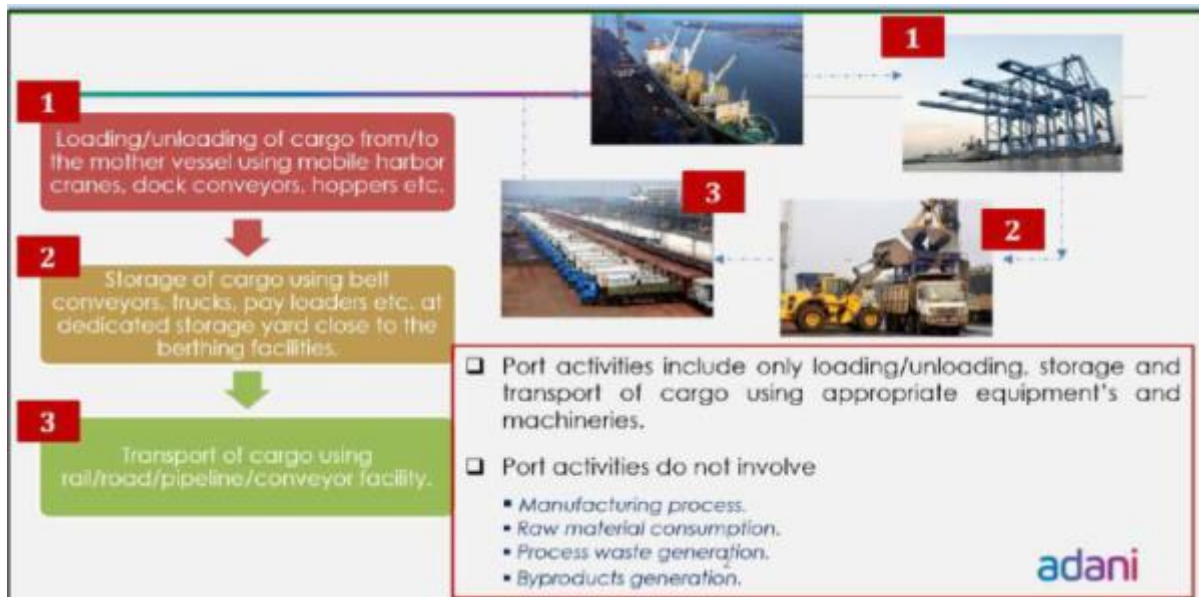 1
Loading/unloading of cargo from/to
the mother vessel using mobile harbor
cranes, dock conveyors, hoppers etc.
2
Storage of cargo using belt
conveyors, trucks, pay loaders etc. at
dedicated storage yard close to the
berthing facilities.
3
Transport of cargo using
rail/road/pipeline/conveyor facility.
1
3
2
❑ Port activities include only loading/unloading, storage and
transport of cargo using appropriate equipment's and
machineries.
❑ Port activities do not involve
▪ Manufacturing process.
▪ Raw material consumption.
▪ Process waste generation.
▪ Byproducts generation.
2
adani